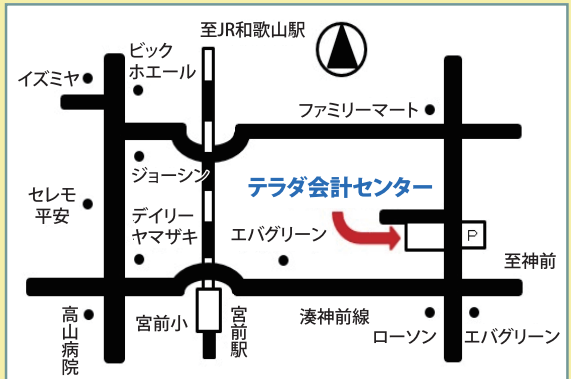 至JR和歌山駅
ビック
ホエール
イズミヤ
ファミリーマート
ジョーシン
テラダ会計センター
セレモ
平安
デイリー
ヤマザキ
エバグリーン
P
至神前
高山病院
宮前小
宮前駅
湊神前線
ローソン
エバグリーン